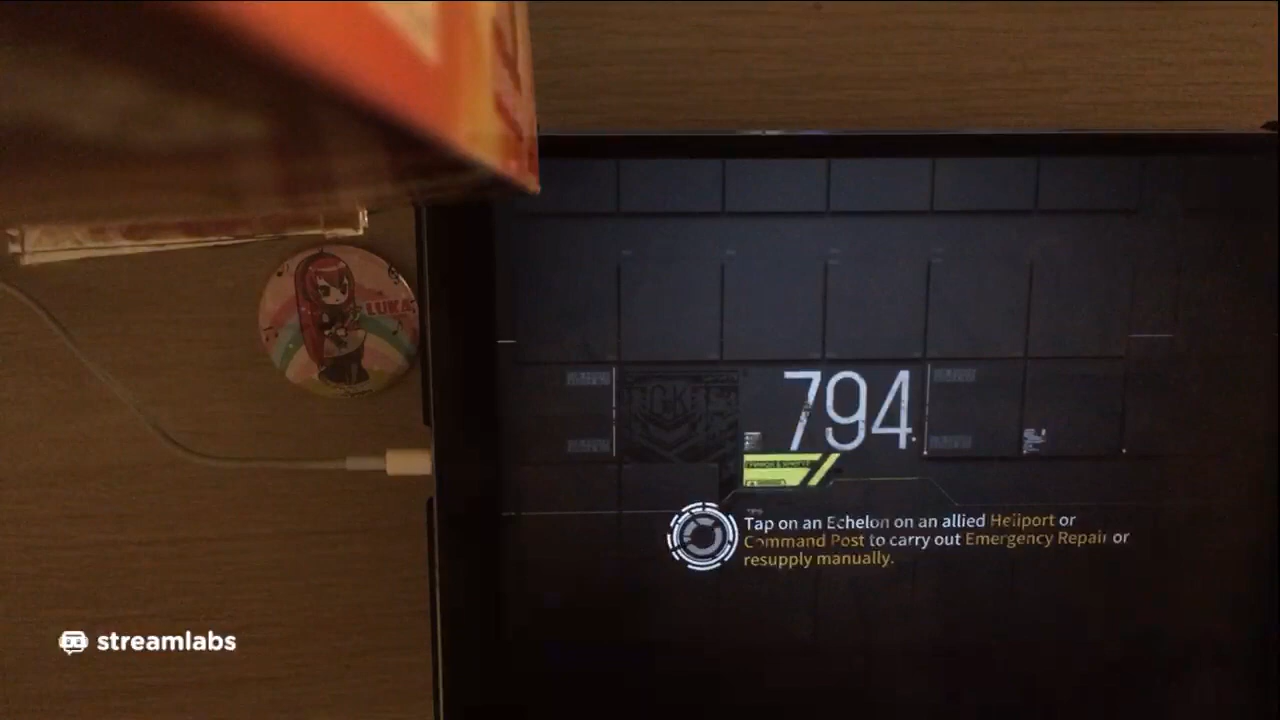 LUKA
794
Tap on an Echelon on an allied Heliport or
Command Post to carry out Emergency Repair or
resupply manually.
streamlabs